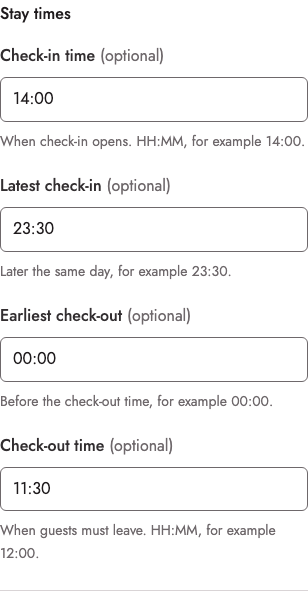 Stay times
Check-in time (optional)
14:00
When check-in opens. HH:MM, for example 14:00.
Latest check-in (optional)
23:30
Later the same day, for example 23:30.
Earliest check-out (optional)
00:00
Before the check-out time, for example 00:00.
Check-out time (optional)
11:30
When guests must leave. HH:MM, for example
12:00.